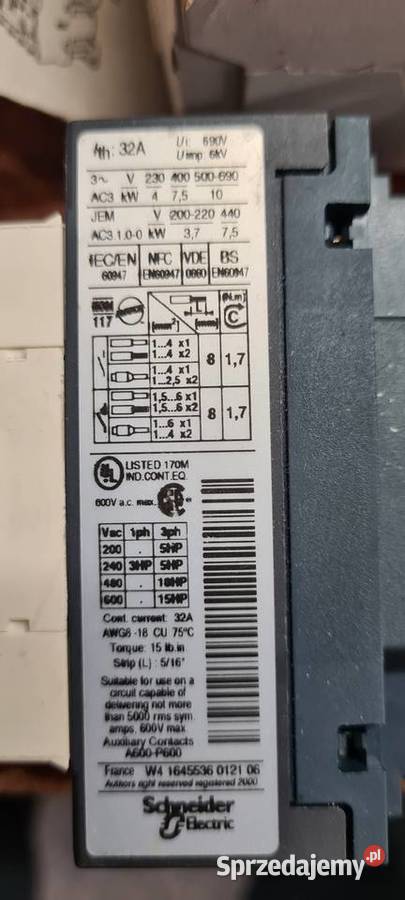 Ith: 32A Ui: 690V
Uimp: 6kV
3~ V 230 400 500-690
AC3 kW 4 7,5 10
JEM V 200-220 440
AC3.1.0-0 kW 3,7 7,5
IEC/EN NFC VDE BS
60947 EN60947 0660 EN60947
117 [mm²] [mm] (N.m) C
L
1...4 x1
1...4 x2
8 1,7
1...4 x1
1...2,5 x2
1,5...6 x1
1,5...6 x2
8 1,7
1...6 x1
1...4 x2
UL LISTED 170M
IND.CONT.EQ.
600V a.c. max.
Vac 1ph 3ph
200 . 5HP
240 3HP 5HP
480 . 10HP
600 . 15HP
Cont. current: 32A
AWG8-18 CU 75°C
Torque: 15 lb.in
Strip (L) : 5/16"
Suitable for use on a
circuit capable of
delivering not more
than 5000 rms sym.
amps, 600V max.
Auxiliary Contacts
A600-P600
France W4 1645536 0121 06
Authors right reserved registered 2000
Schneider
Electric
Sprzedajemy.pl